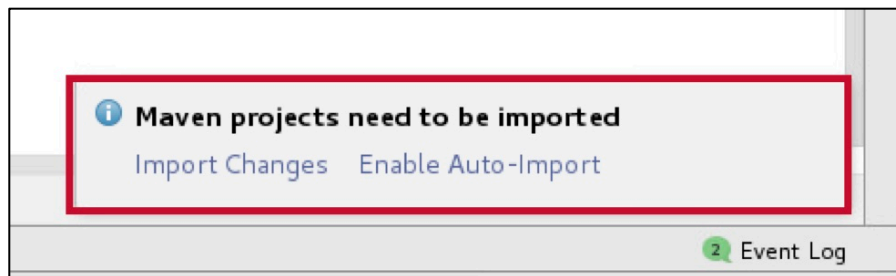 Maven projects need to be imported
Import Changes Enable Auto-Import
2 Event Log